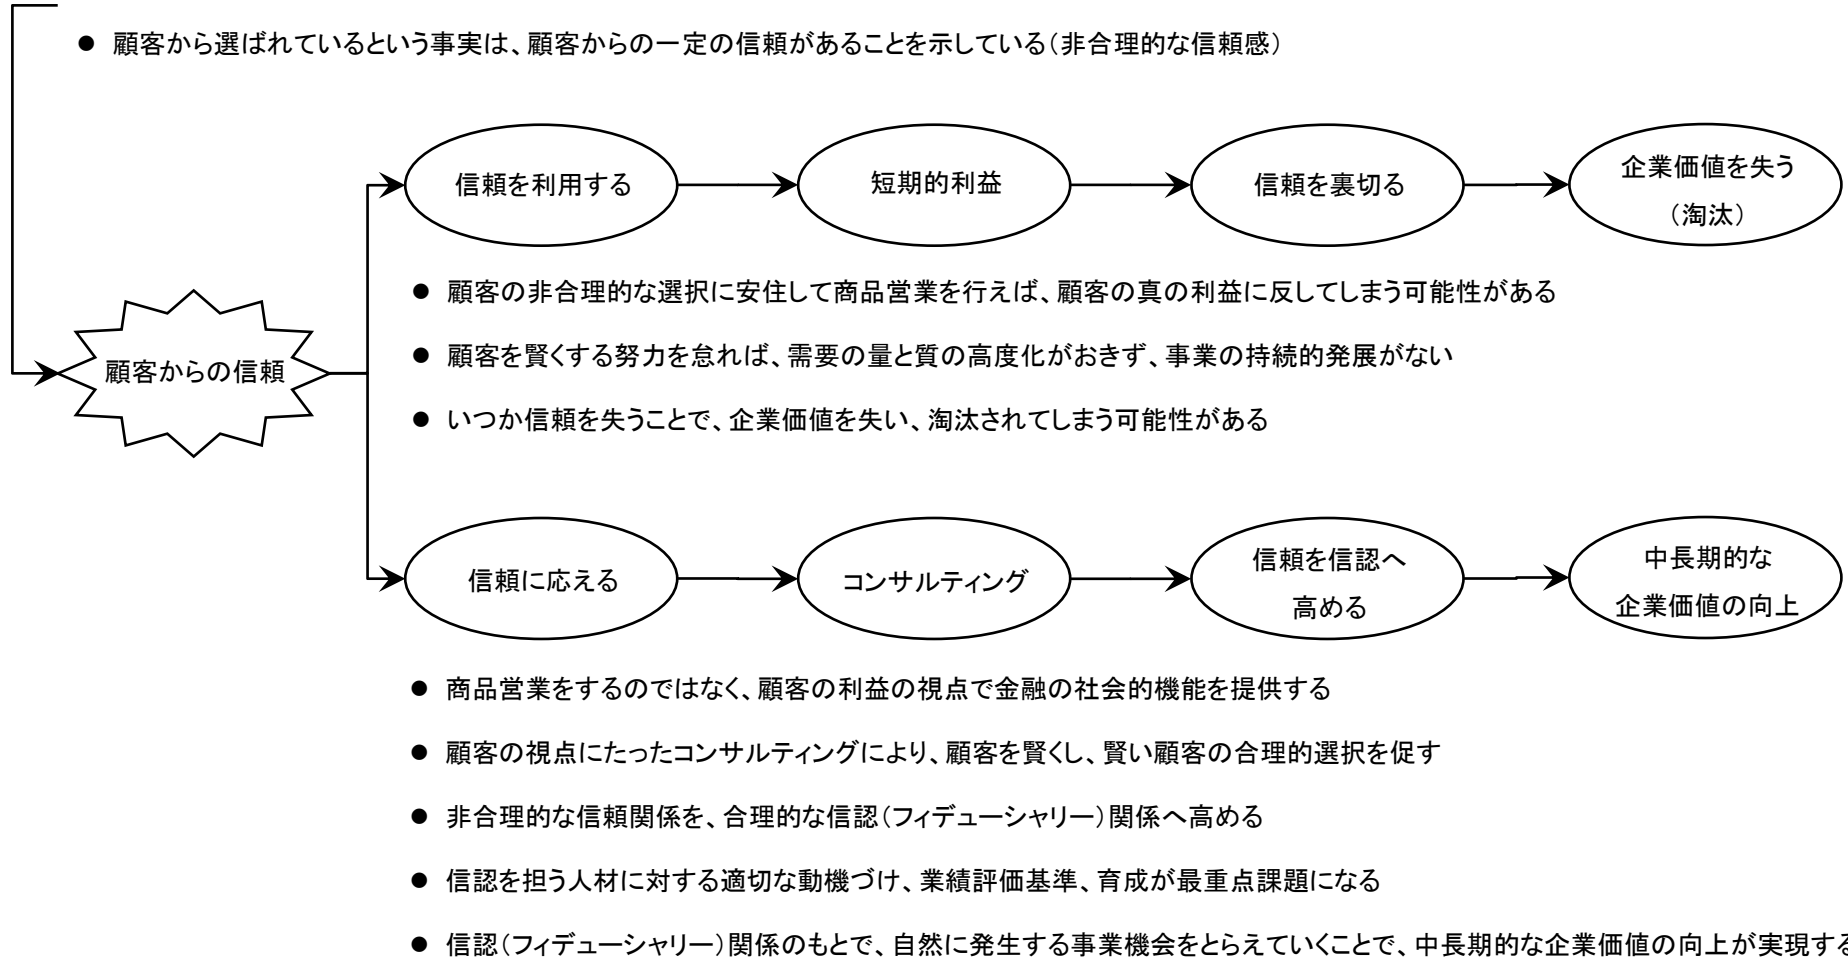 ● 顧客から選ばれているという事実は、顧客からの一定の信頼があることを示している（非合理的な信頼感）
信頼を利用する
短期的利益
信頼を裏切る
企業価値を失う
（淘汰）
● 顧客の非合理的な選択に安住して商品営業を行えば、顧客の真の利益に反してしまう可能性がある
● 顧客を賢くする努力を怠れば、需要の量と質の高度化がおきず、事業の持続的発展がない
顧客からの信頼
● いつか信頼を失うことで、企業価値を失い、淘汰されてしまう可能性がある
信頼に応える
コンサルティング
信頼を信認へ
高める
中長期的な
企業価値の向上
● 商品営業をするのではなく、顧客の利益の視点で金融の社会的機能を提供する
● 顧客の視点にたったコンサルティングにより、顧客を賢くし、賢い顧客の合理的選択を促す
● 非合理的な信頼関係を、合理的な信認（フィデューシャリー）関係へ高める
● 信認を担う人材に対する適切な動機づけ、業績評価基準、育成が最重点課題になる
● 信認（フィデューシャリー）関係のもとで、自然に発生する事業機会をとらえていくことで、中長期的な企業価値の向上が実現する